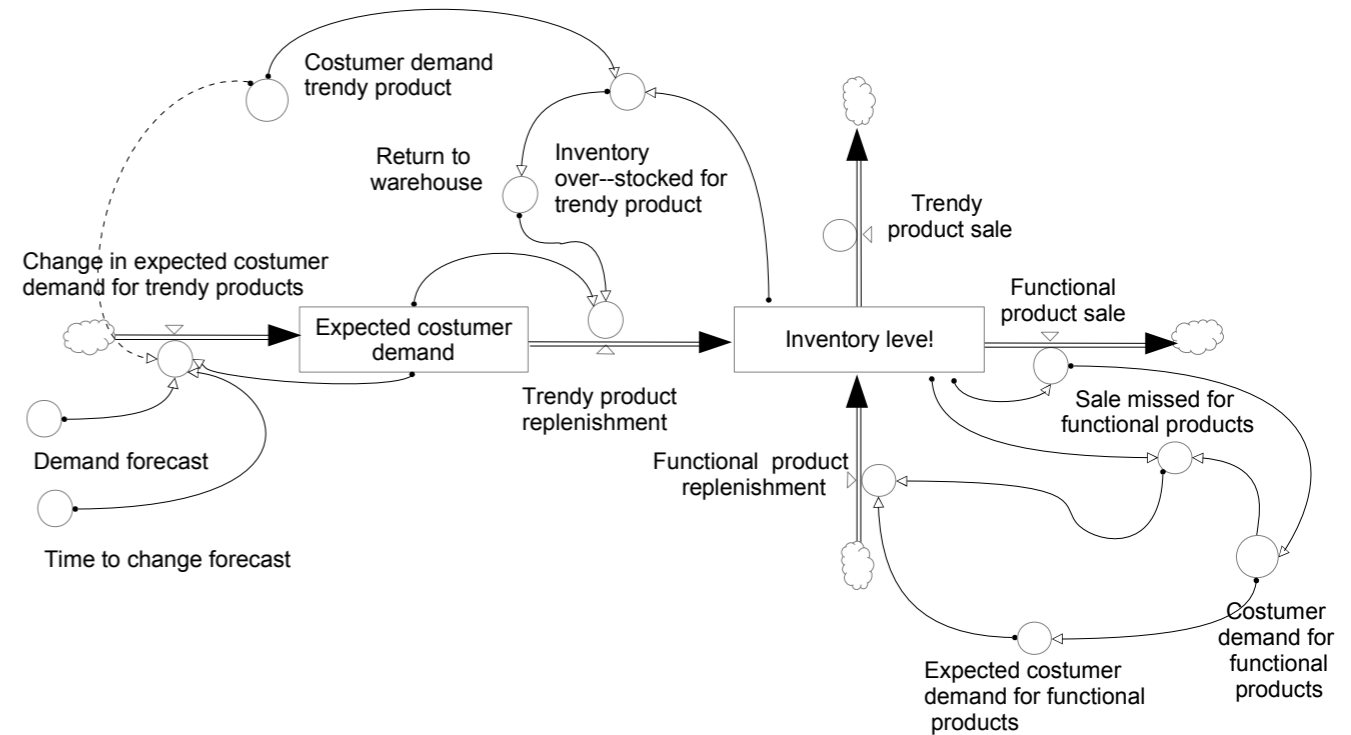 Costumer demand
trendy product
Return to
warehouse
Inventory
over--stocked for
trendy product
Trendy
product sale
Change in expected costumer
demand for trendy products
Functional
product sale
Expected costumer
demand
Inventory leve!
Trendy product
replenishment
Sale missed for
functional products
Demand forecast
Functional product
replenishment
Time to change forecast
Costumer
demand for
functional
products
Expected costumer
demand for functional
products